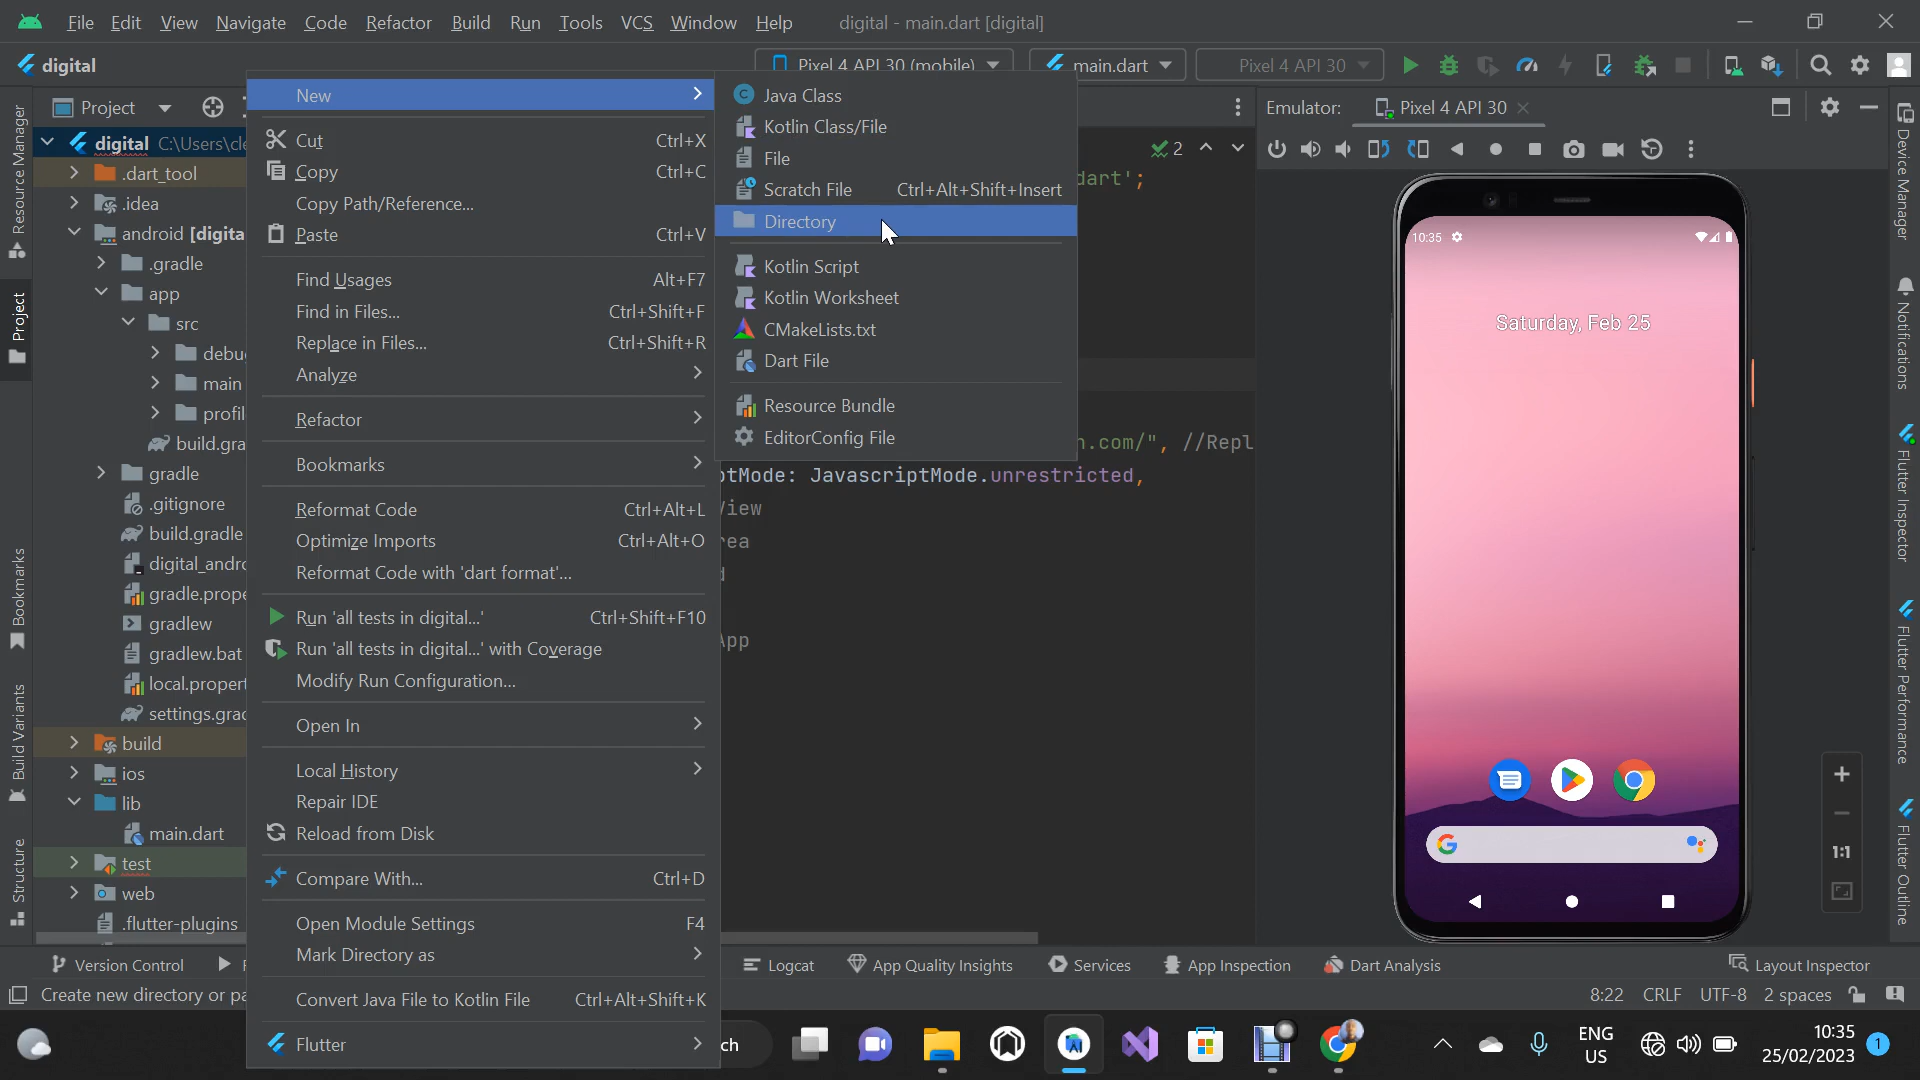 File Edit View Navigate Code Refactor Build Run Tools VCS Window Help digital - main.dart [digital]
digital Pixel 4 API 30 (mobile) main.dart Pixel 4 API 30
Project
Emulator: Pixel 4 API 30
digital C:\Users\cle
.dart_tool
.idea
android [digita
.gradle
app
src
debu
main
profil
build.gra
gradle
.gitignore
build.gradle
digital_andro
gradle.prope
gradlew
gradlew.bat
local.propert
settings.grad
build
ios
lib
main.dart
test
web
.flutter-plugins
New
Cut Ctrl+X
Copy Ctrl+C
Copy Path/Reference...
Paste Ctrl+V
Find Usages Alt+F7
Find in Files... Ctrl+Shift+F
Replace in Files... Ctrl+Shift+R
Analyze
Refactor
Bookmarks
Reformat Code Ctrl+Alt+L
Optimize Imports Ctrl+Alt+O
Reformat Code with 'dart format'...
Run 'all tests in digital...' Ctrl+Shift+F10
Run 'all tests in digital...' with Coverage
Modify Run Configuration...
Open In
Local History
Repair IDE
Reload from Disk
Compare With... Ctrl+D
Open Module Settings F4
Mark Directory as
Convert Java File to Kotlin File Ctrl+Alt+Shift+K
Flutter
Java Class
Kotlin Class/File
File
Scratch File Ctrl+Alt+Shift+Insert
Directory
Kotlin Script
Kotlin Worksheet
CMakeLists.txt
Dart File
Resource Bundle
EditorConfig File
2
dart';
n.com/", //Repl
ptMode: JavascriptMode.unrestricted,
View
rea
d
App
10:35
Saturday, Feb 25
1:1
Resource Manager
Project
Bookmarks
Build Variants
Structure
Device Manager
Notifications
Flutter Inspector
Flutter Performance
Flutter Outline
Version Control Logcat App Quality Insights Services App Inspection Dart Analysis Layout Inspector
Create new directory or pa 8:22 CRLF UTF-8 2 spaces
ch ENG
US
10:35
25/02/2023 1